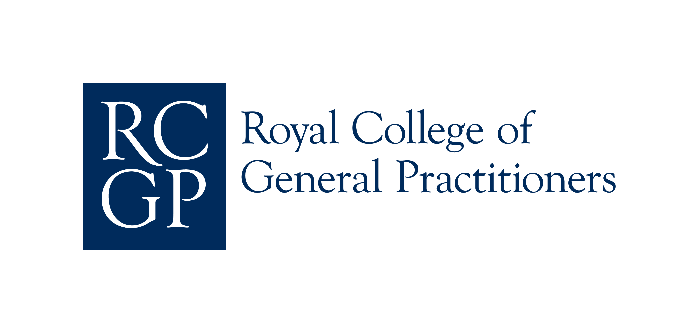 RC
GP
Royal College of
General Practitioners